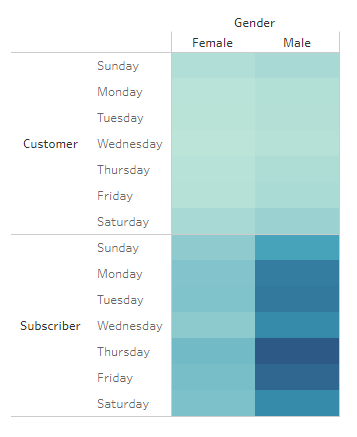 Gender
Female Male
Customer
Sunday
Monday
Tuesday
Wednesday
Thursday
Friday
Saturday
Subscriber
Sunday
Monday
Tuesday
Wednesday
Thursday
Friday
Saturday